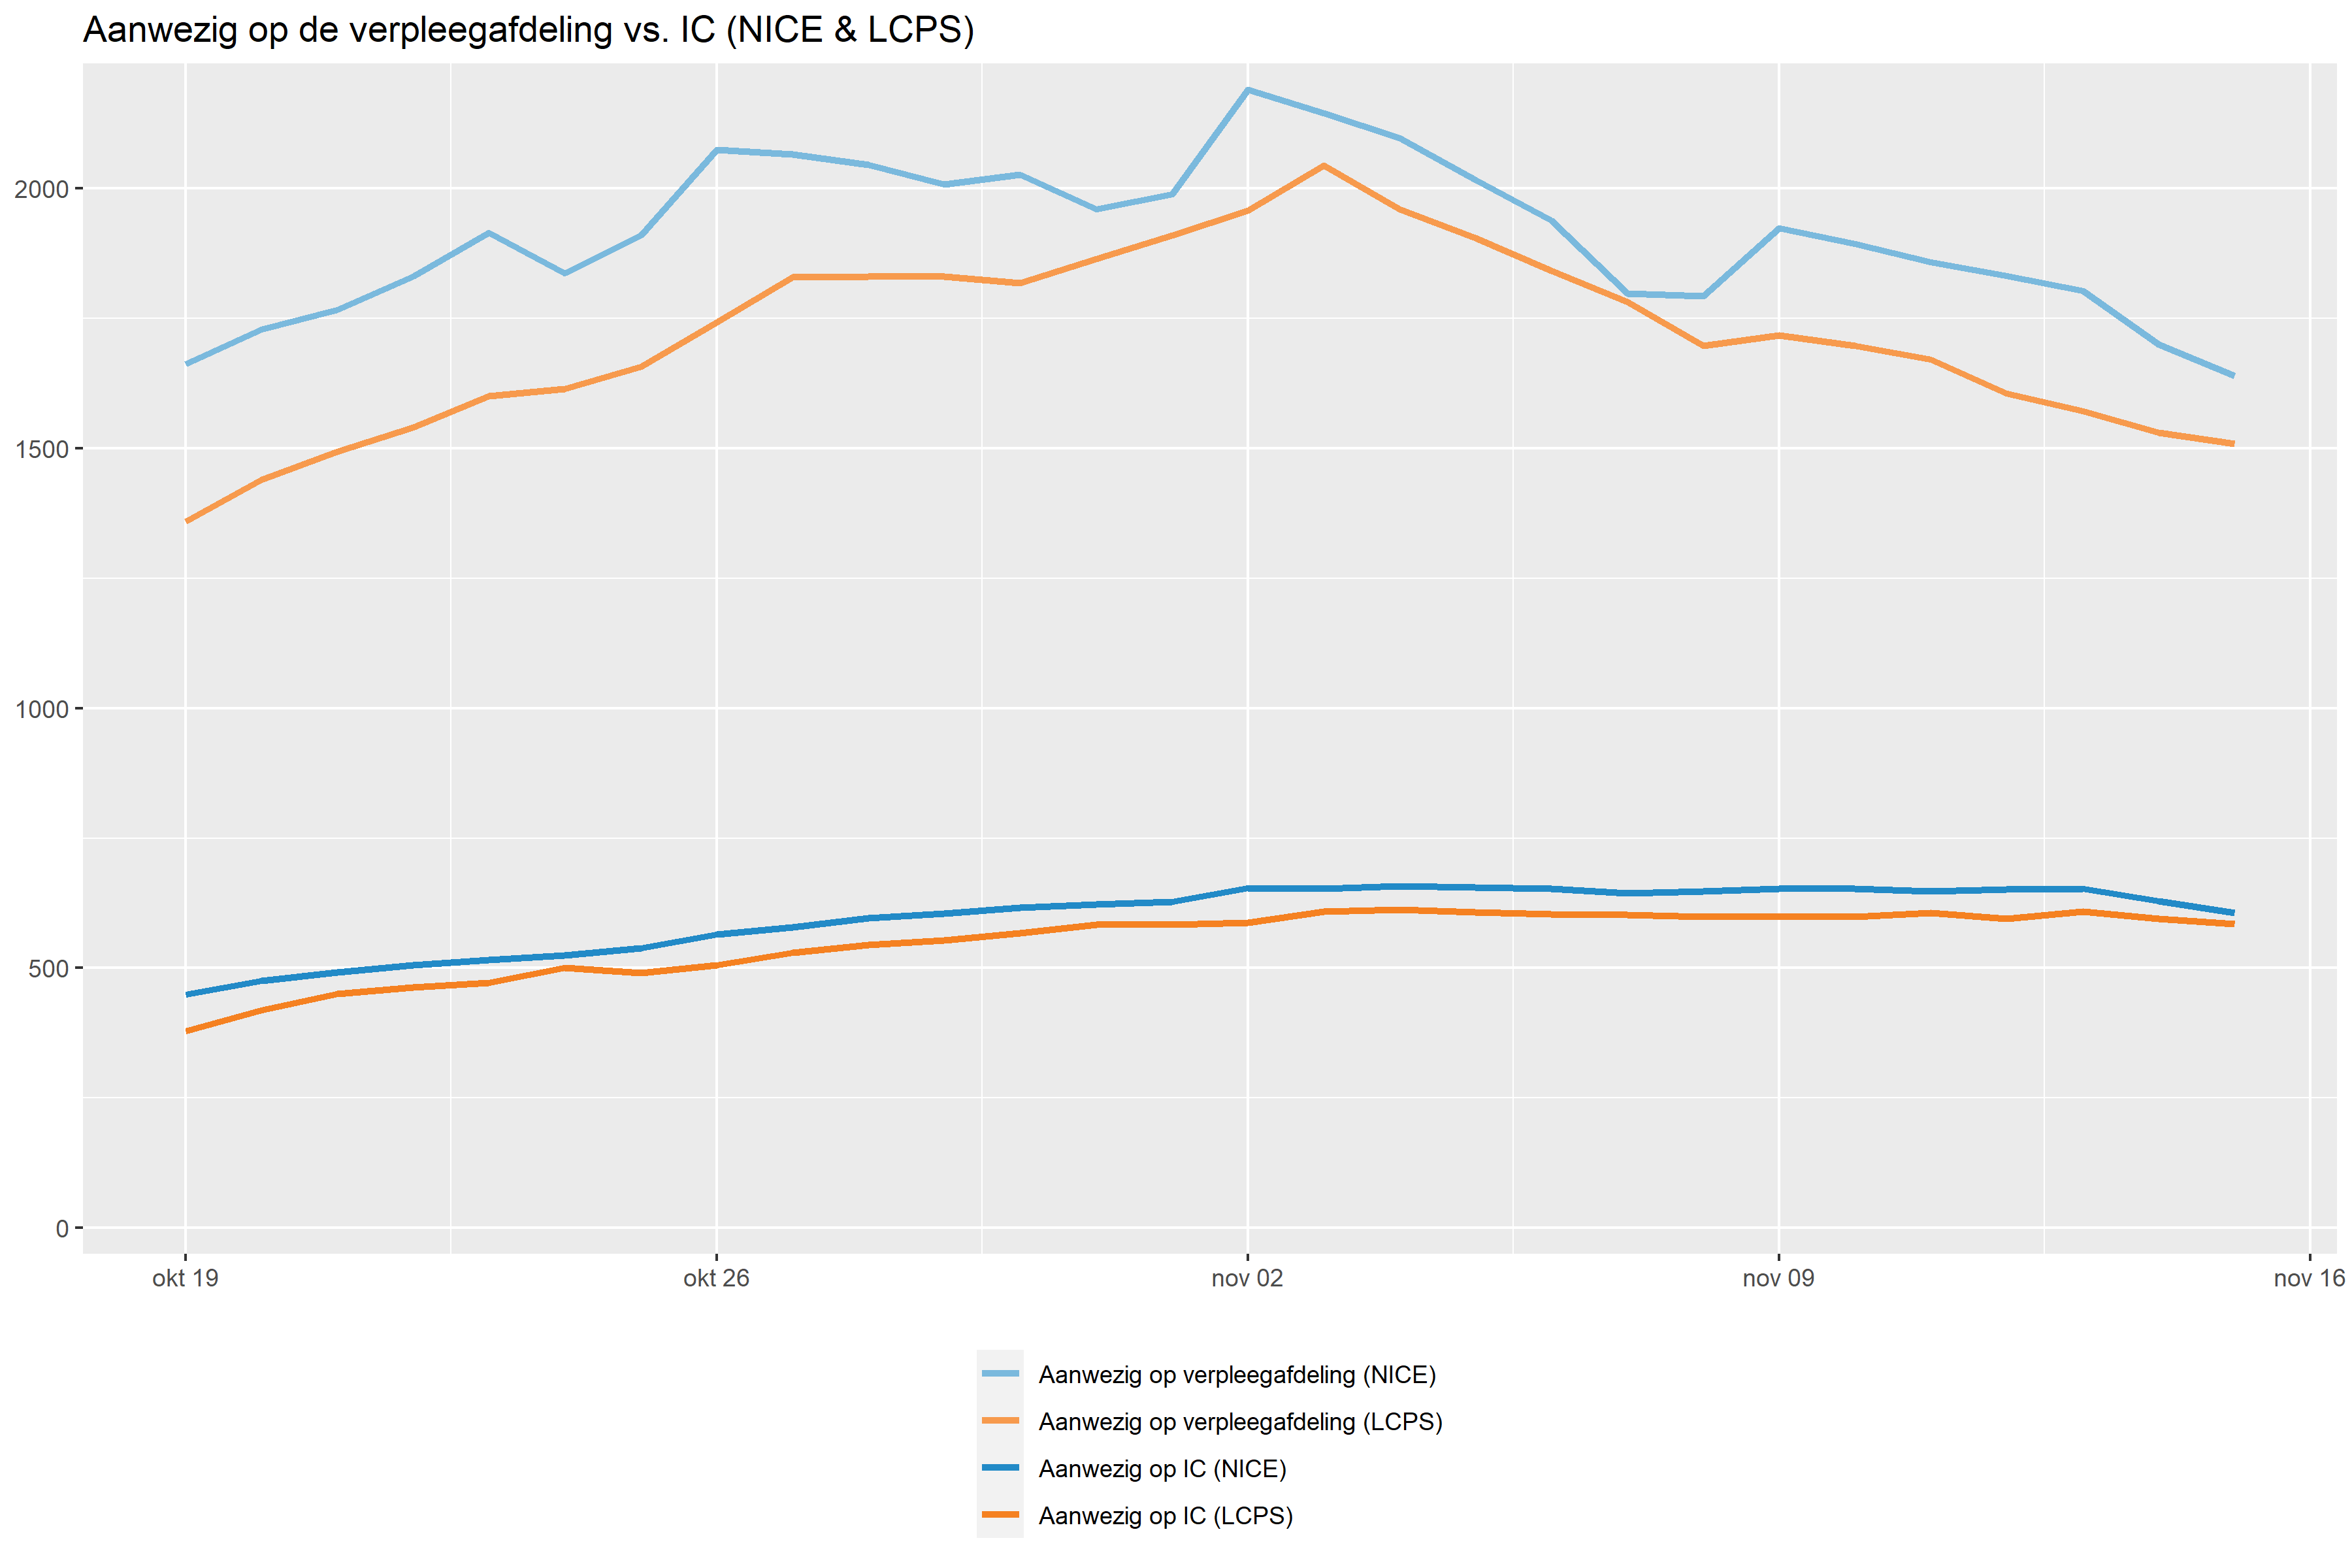 Aanwezig op de verpleegafdeling vs. IC (NICE & LCPS)
2000
1500
1000
500
0
okt 19
okt 26
nov 02
nov 09
nov 16
Aanwezig op verpleegafdeling (NICE)
Aanwezig op verpleegafdeling (LCPS)
Aanwezig op IC (NICE)
Aanwezig op IC (LCPS)